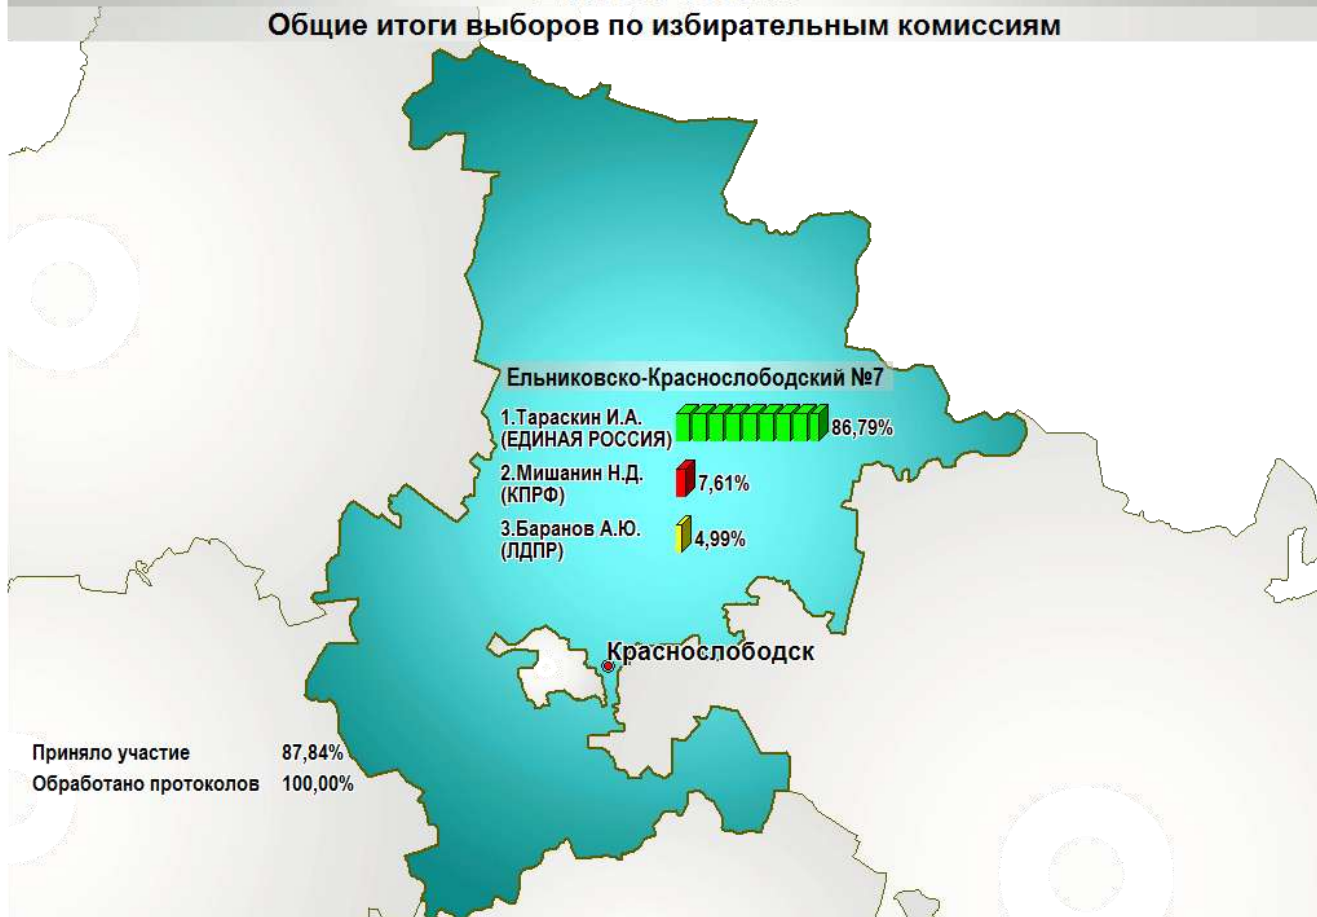 Общие итоги выборов по избирательным комиссиям
Ельниковско-Краснослободский №7
1.Тараскин И.А.
(ЕДИНАЯ РОССИЯ)
86,79%
2.Мишанин Н.Д.
(КПРФ)
7,61%
3.Баранов А.Ю.
(ЛДПР)
4,99%
Краснослободск
Приняло участие 87,84%
Обработано протоколов 100,00%